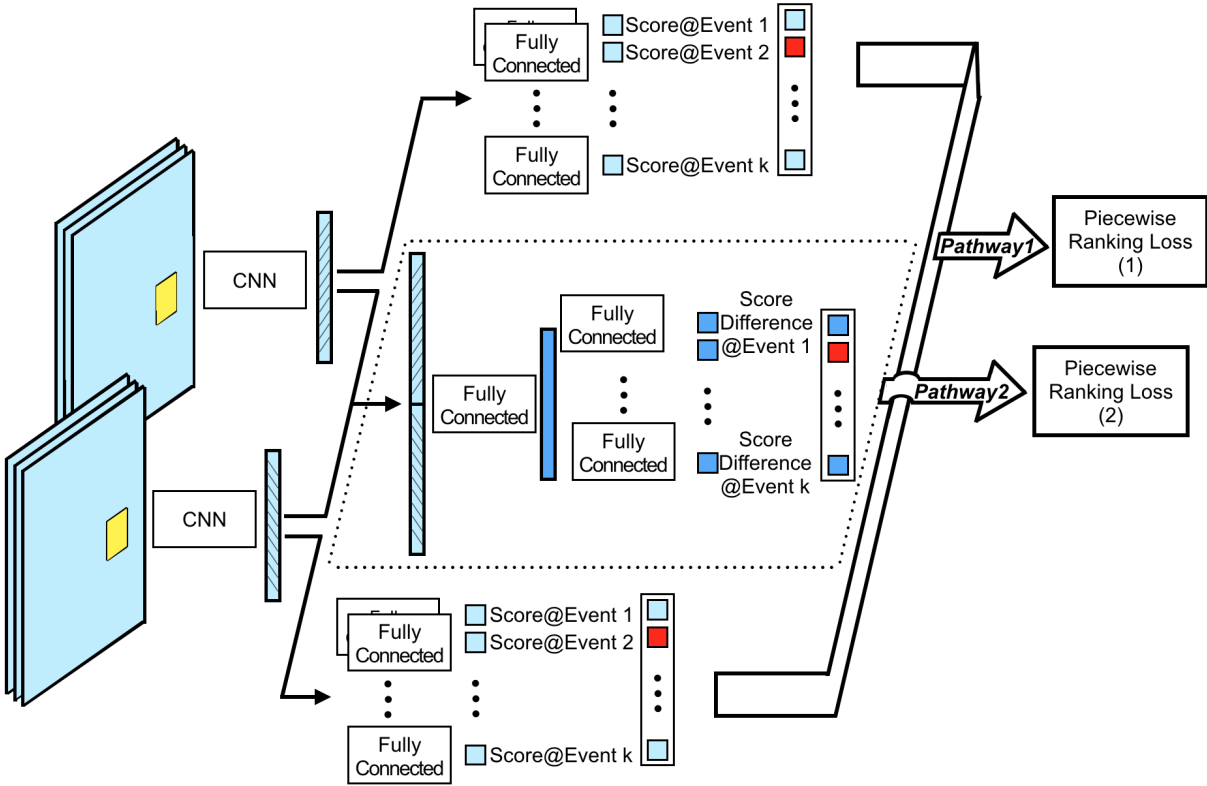 Fully
Connected
Score@Event 1
Score@Event 2
Fully
Connected
Score@Event k
CNN
Pathway1
Piecewise
Ranking Loss
(1)
Fully
Connected
Fully
Connected
Score
Difference
@Event 1
Fully
Connected
Score
Difference
@Event k
Pathway2
Piecewise
Ranking Loss
(2)
CNN
Fully
Connected
Score@Event 1
Score@Event 2
Fully
Connected
Score@Event k